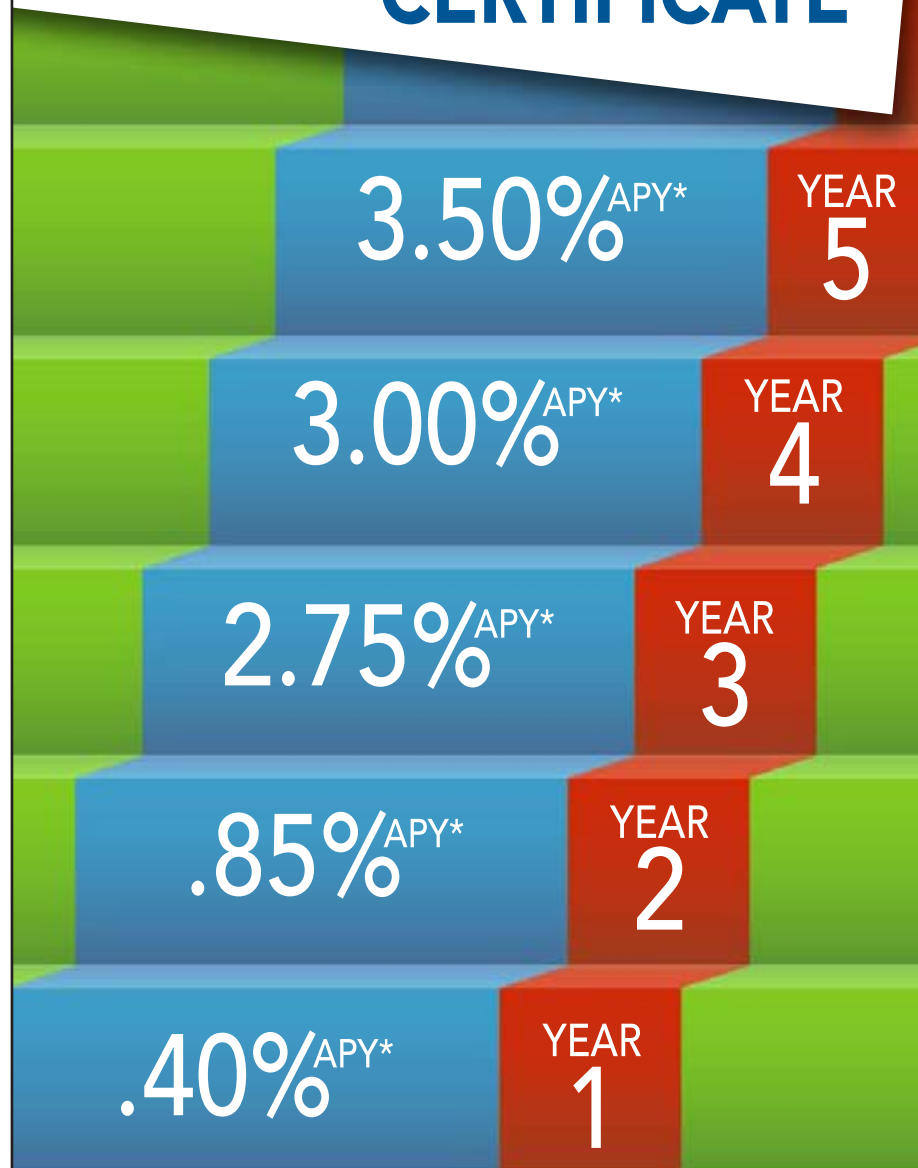 CERTIFICATE
3.50% APY* YEAR 5
3.00% APY* YEAR 4
2.75% APY* YEAR 3
.85% APY* YEAR 2
.40% APY* YEAR 1